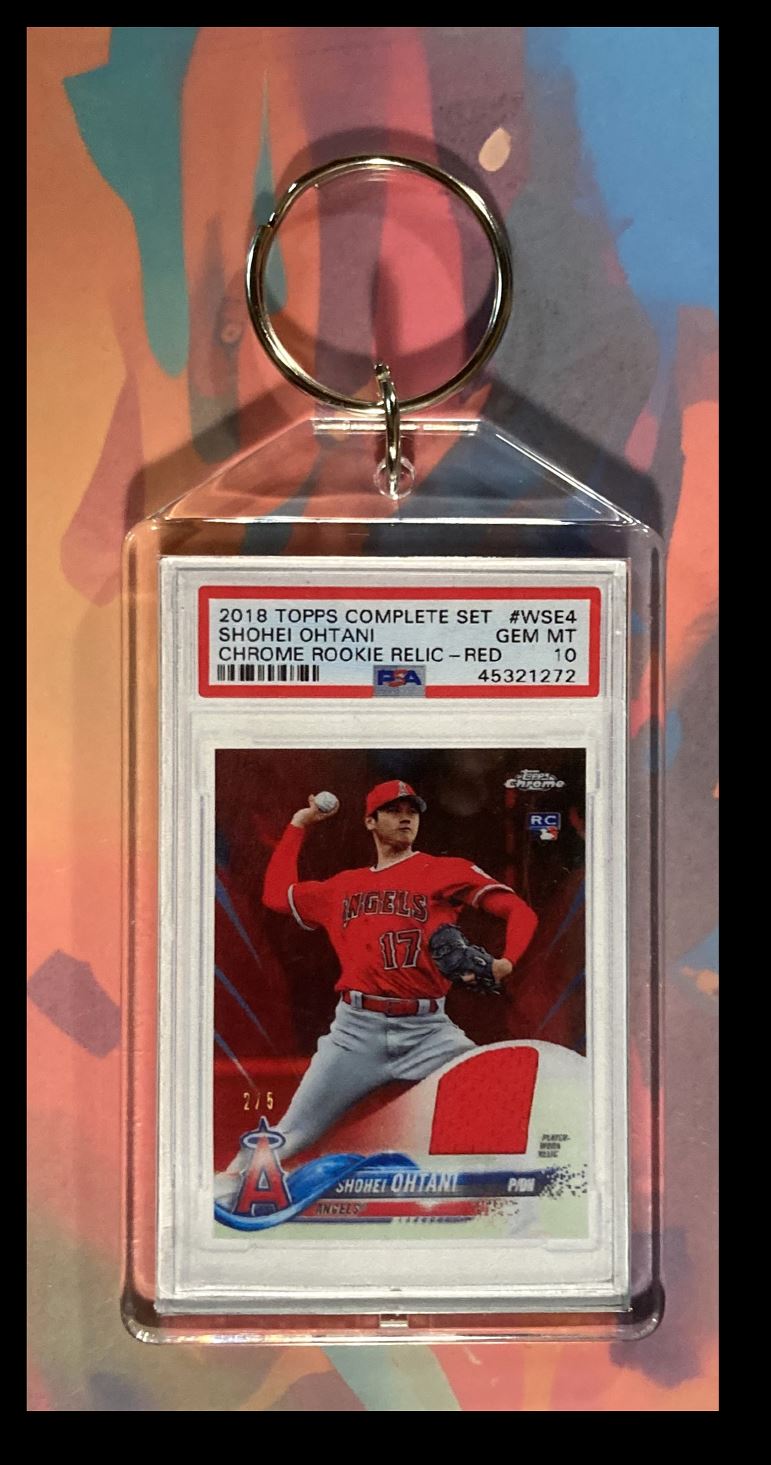 2018 TOPPS COMPLETE SET #WSE4
SHOHEI OHTANI GEM MT
CHROME ROOKIE RELIC-RED 10
PSA 45321272
Topps
Chrome
RC
ANGELS
17
2/5
PLAYER-
WORN
RELIC
A
SHOHEI OHTANI P/DH
ANGELS